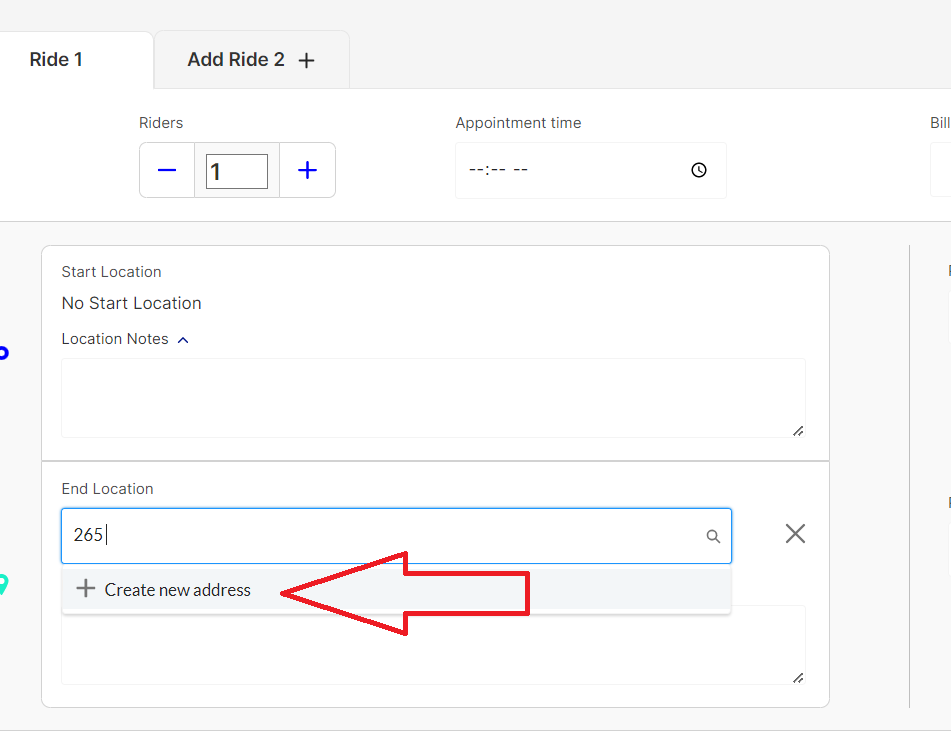 Ride 1
Add Ride 2 +
Riders
Appointment time
Bill
− 1 +
--:-- --
Start Location
No Start Location
Location Notes
End Location
265
+ Create new address